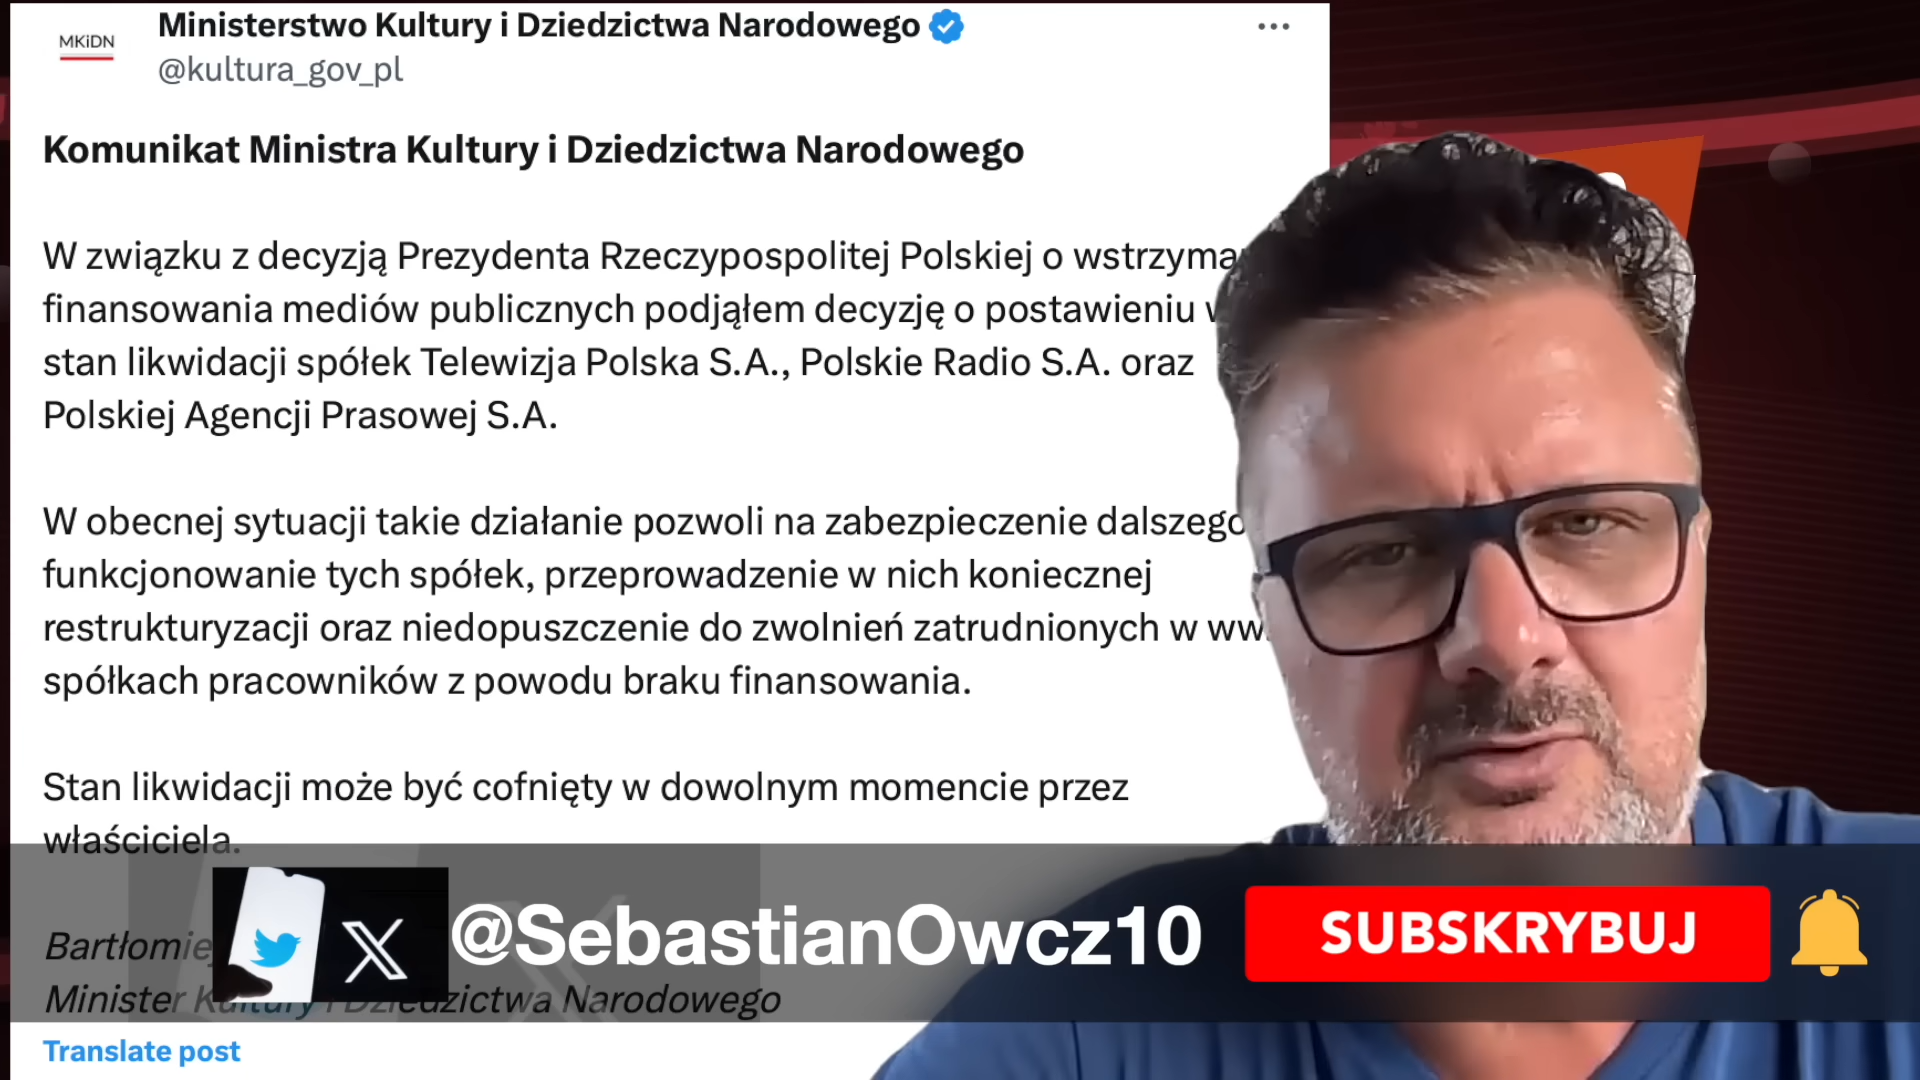 MKiDN
Ministerstwo Kultury i Dziedzictwa Narodowego
@kultura_gov_pl
Komunikat Ministra Kultury i Dziedzictwa Narodowego
W związku z decyzją Prezydenta Rzeczypospolitej Polskiej o
finansowania mediów publicznych podjąłem decyzję o postawieniu w
stan likwidacji spółek Telewizja Polska S.A., Polskie Radio S.A. oraz
Polskiej Agencji Prasowej S.A.
W obecnej sytuacji takie działanie pozwoli na zabezpieczenie dalszego
funkcjonowanie tych spółek, przeprowadzenie w nich koniecznej
restrukturyzacji oraz niedopuszczenie do zwolnień zatrudnionych w
spółkach pracowników z powodu braku finansowania.
Stan likwidacji może być cofnięty w dowolnym momencie przez
właściciela.
@SebastianOwcz10
SUBSKRYBUJ
Minister Kultury i Dziedzictwa Narodowego
Translate post